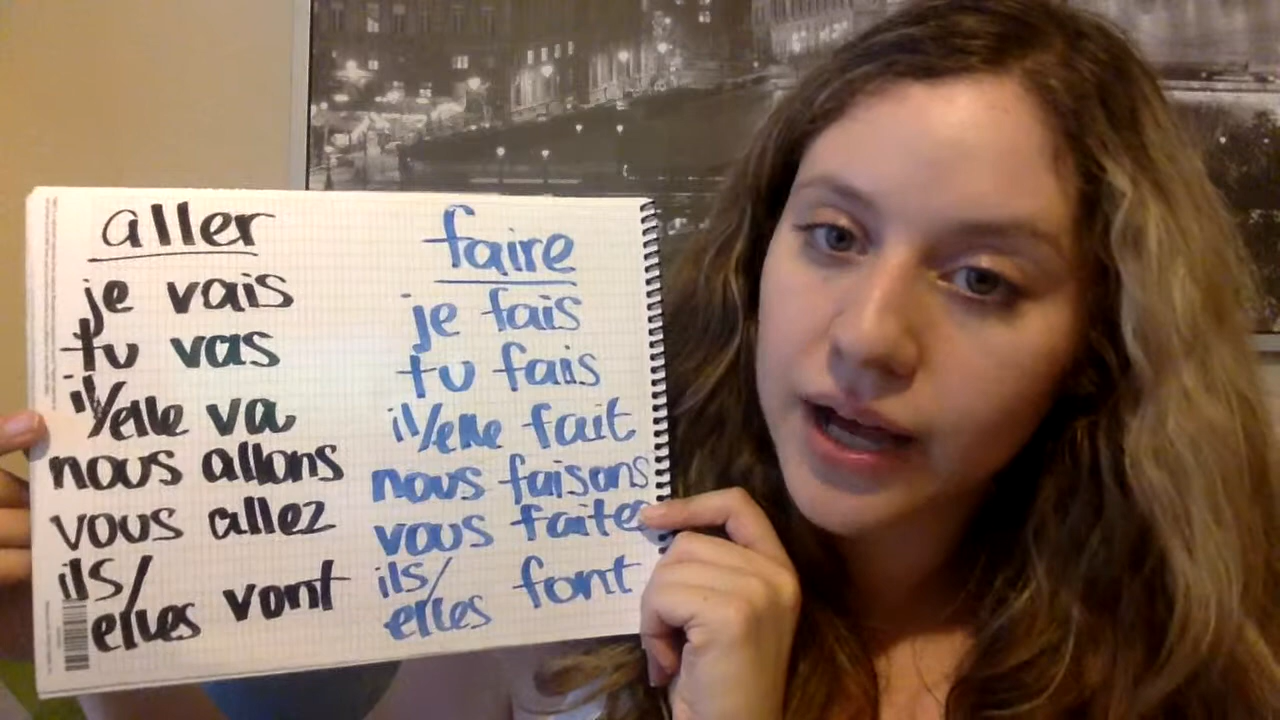 aller
je vais
tu vas
il/elle va
nous allons
vous allez
ils/
elles vont
faire
je fais
tu fais
il/elle fait
nous faisons
vous faites
ils/
elles font